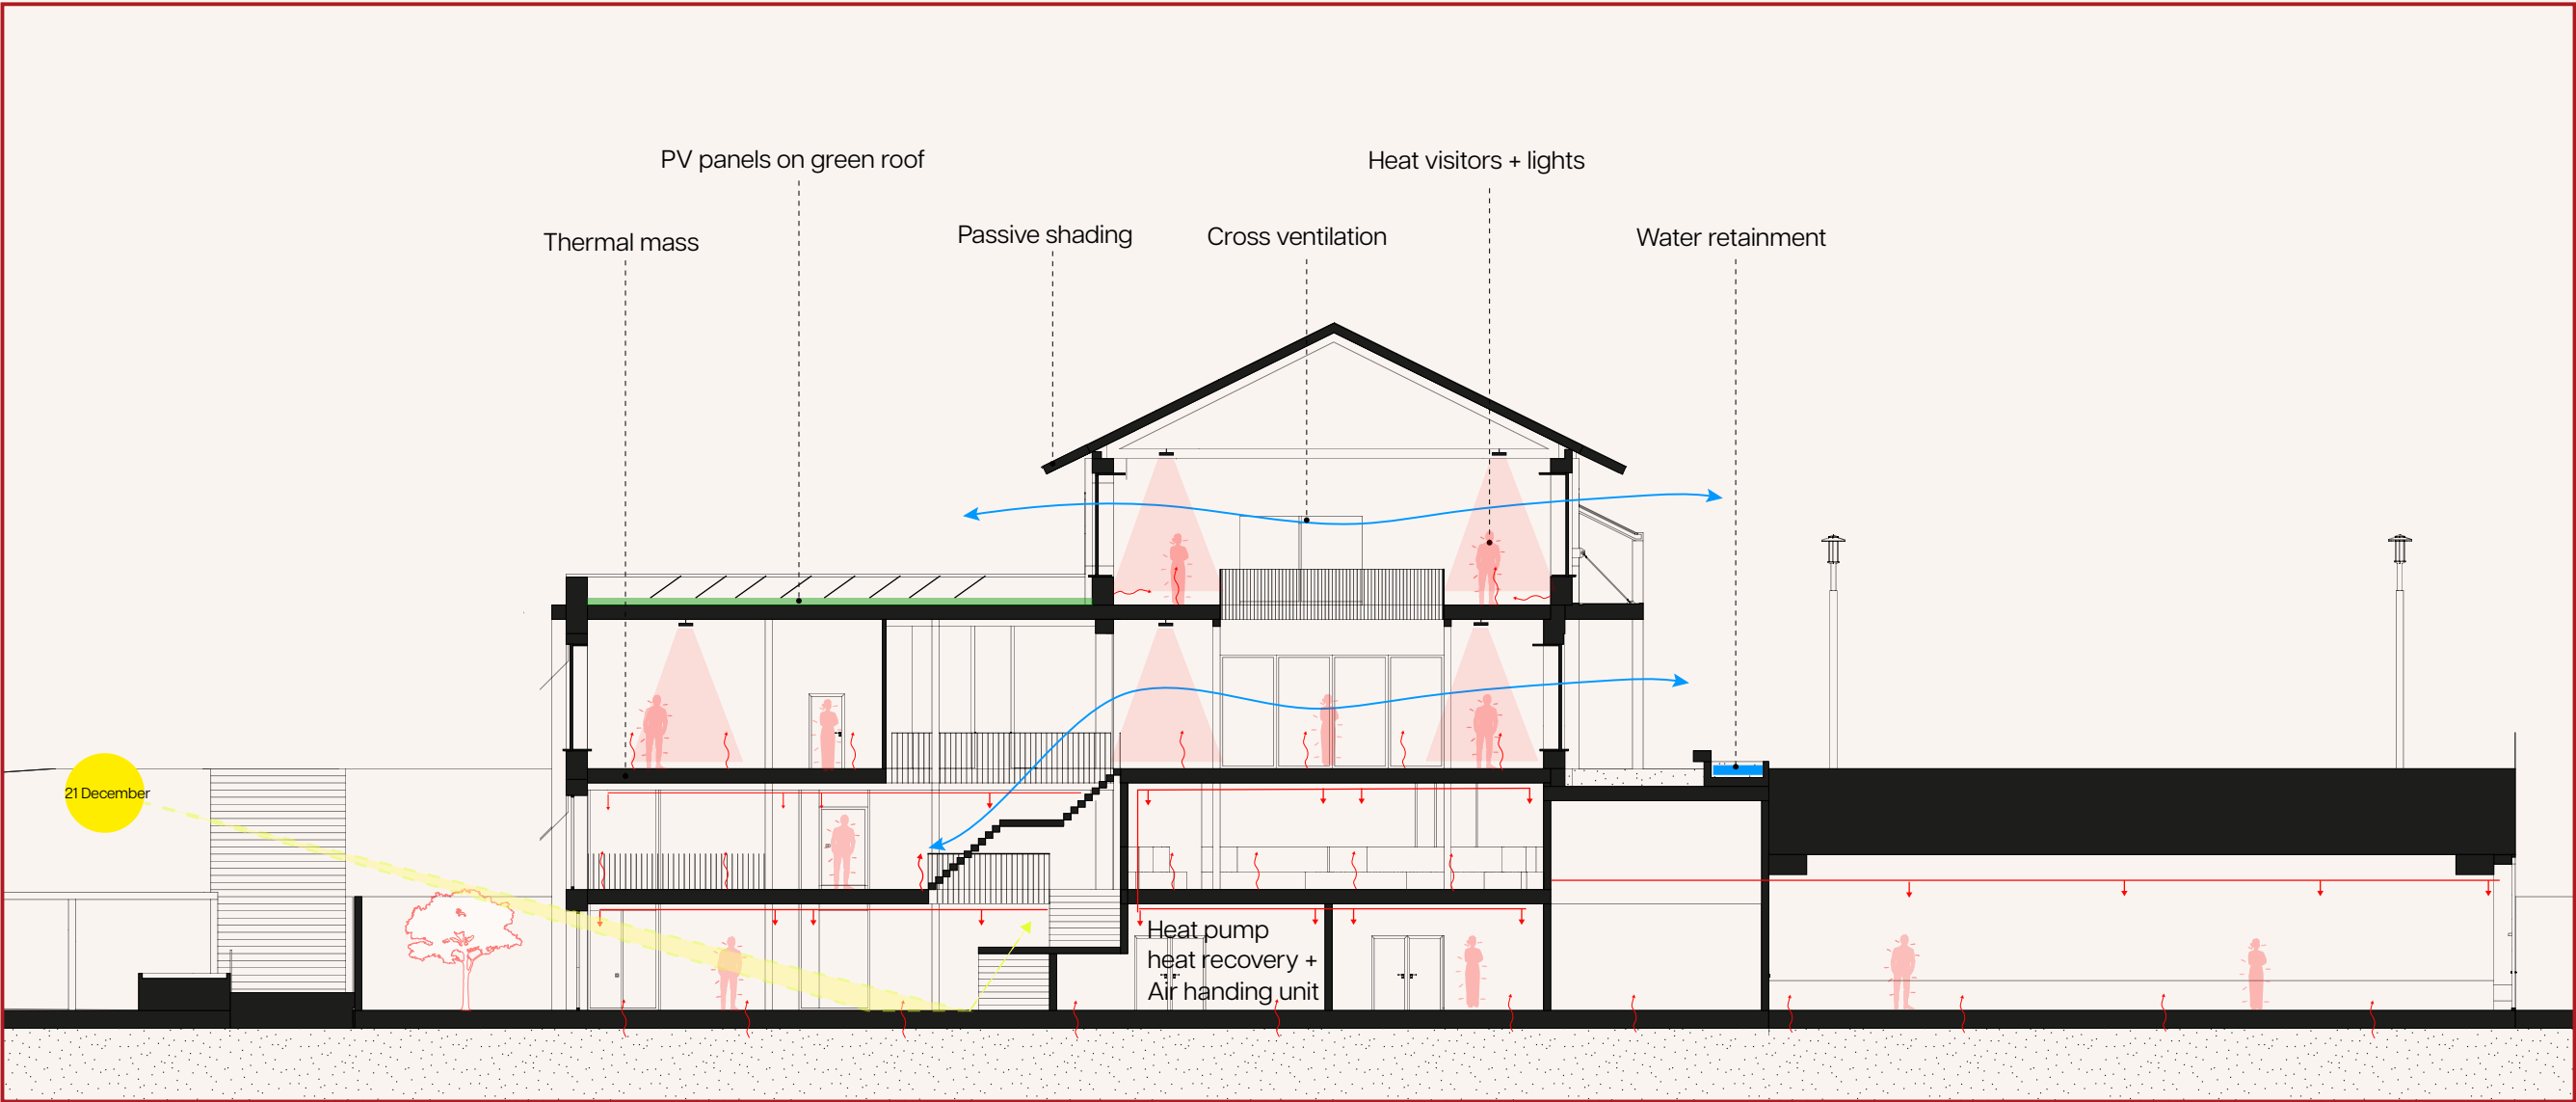 PV panels on green roof
Heat visitors + lights
Thermal mass
Passive shading
Cross ventilation
Water retainment
21 December
Heat pump
heat recovery +
Air handing unit